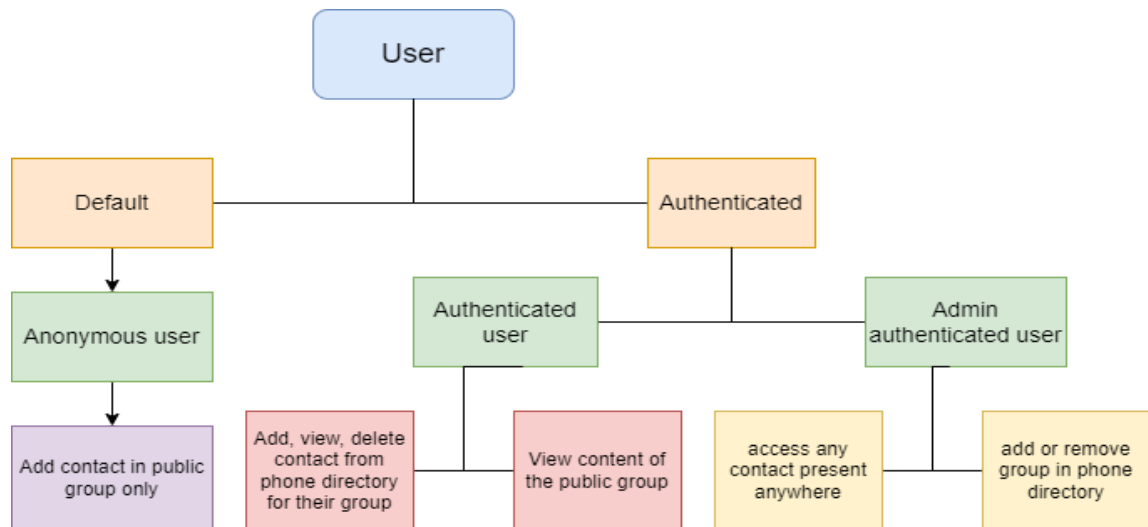 User
Default
Authenticated
Authenticated
user
Admin
authenticated user
Anonymous user
Add contact in public
group only
Add, view, delete
contact from
phone directory
for their group
View content of
the public group
access any
contact present
anywhere
add or remove
group in phone
directory